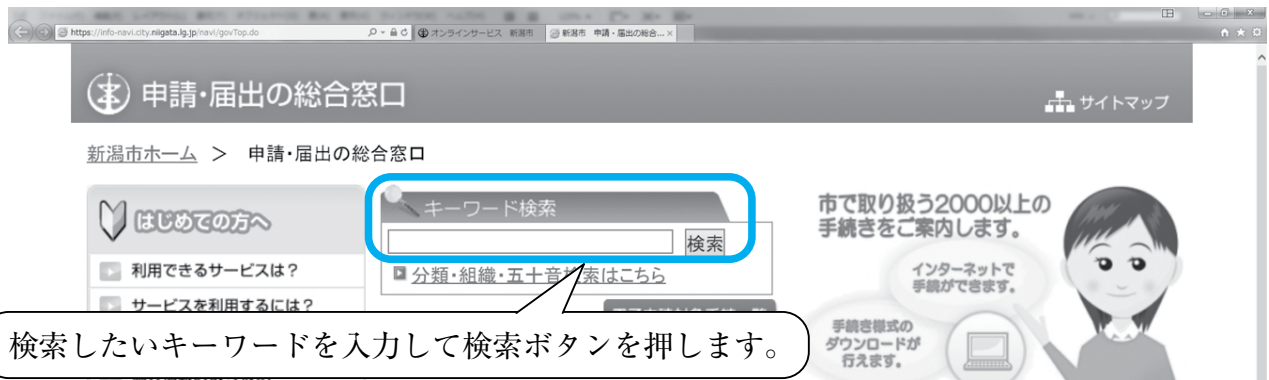 https://info-navi.city.niigata.lg.jp/navi/govTop.do
オンラインサービス 新潟市
新潟市 申請・届出の総合...
申請・届出の総合窓口
サイトマップ
新潟市ホーム > 申請・届出の総合窓口
はじめての方へ
利用できるサービスは?
サービスを利用するには?
キーワード検索
検索
分類・組織・五十音検索はこちら
検索したいキーワードを入力して検索ボタンを押します。
市で取り扱う2000以上の
手続きをご案内します。
インターネットで
手続ができます。
手続き様式の
ダウンロードが
行えます。